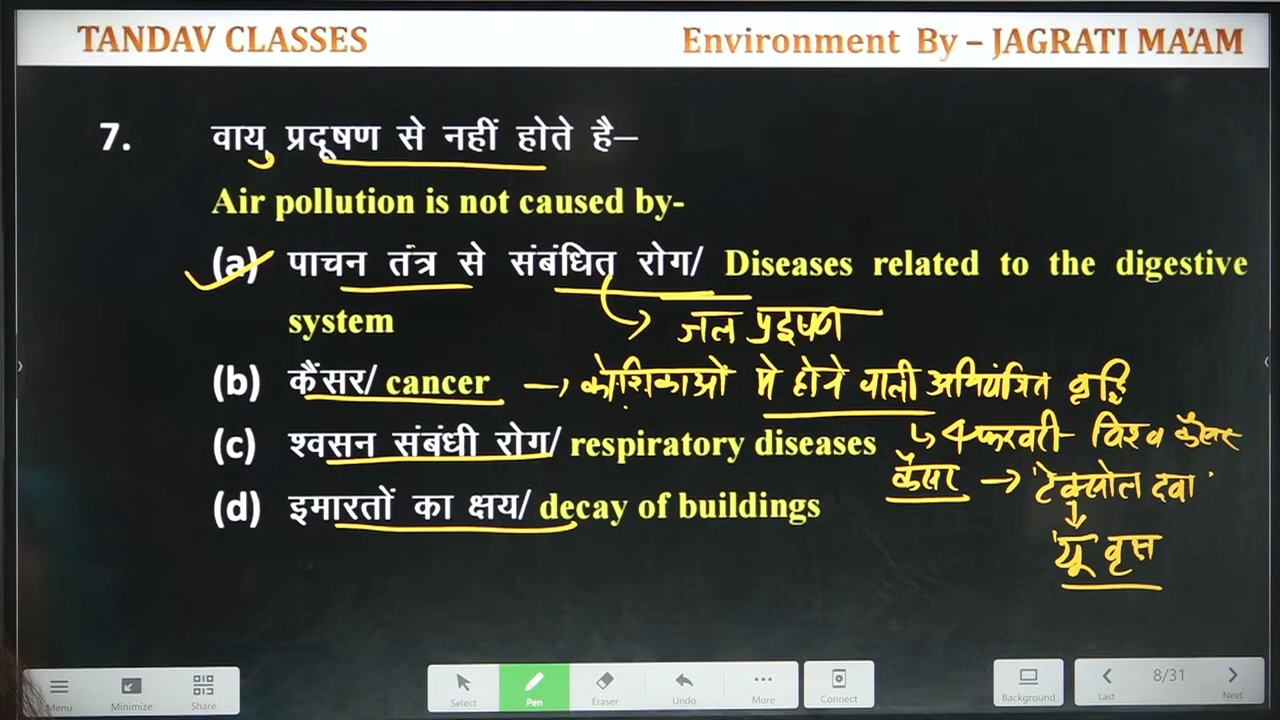 TANDAV CLASSES
Environment By – JAGRATI MA'AM
7. वायु प्रदूषण से नहीं होते है–
Air pollution is not caused by-
(a) पाचन तंत्र से संबंधित रोग/ Diseases related to the digestive
system
→ जल प्रदूषण
(b) कैंसर/ cancer → कोशिकाओं मे होने वाली अनियंत्रित वृद्धि
(c) श्वसन संबंधी रोग/ respiratory diseases
↳ 4 फरवरी विश्व कैंसर
कैंसर → 'टेक्सोल दवा'
↓
'यू' वृक्ष
(d) इमारतों का क्षय/ decay of buildings
Menu
Minimize
Share
Select
Pen
Eraser
Undo
More
Connect
Background
Last
8/31
Next